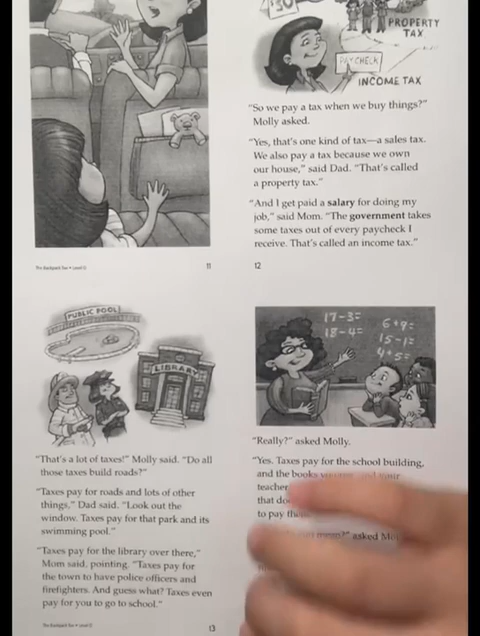 $30
PROPERTY
TAX
PAYCHECK
INCOME TAX
"So we pay a tax when we buy things?"
Molly asked.
"Yes, that's one kind of tax—a sales tax.
We also pay a tax because we own
our house," said Dad. "That's called
a property tax."
"And I get paid a salary for doing my
job," said Mom. "The government takes
some taxes out of every paycheck I
receive. That's called an income tax."
11
12
PUBLIC POOL
LIBRARY
"That's a lot of taxes!" Molly said. "Do all
those taxes build roads?"
"Taxes pay for roads and lots of other
things," Dad said. "Look out the
window. Taxes pay for that park and its
swimming pool."
"Taxes pay for the library over there,"
Mom said, pointing. "Taxes pay for
the town to have police officers and
firefighters. And guess what? Taxes even
pay for you to go to school."
13
17-3=
18-4=
6+9=
15-1=
4+5=
"Really?" asked Molly.
"Yes. Taxes pay for the school building,
and the books your
teacher
that
to pay
asked